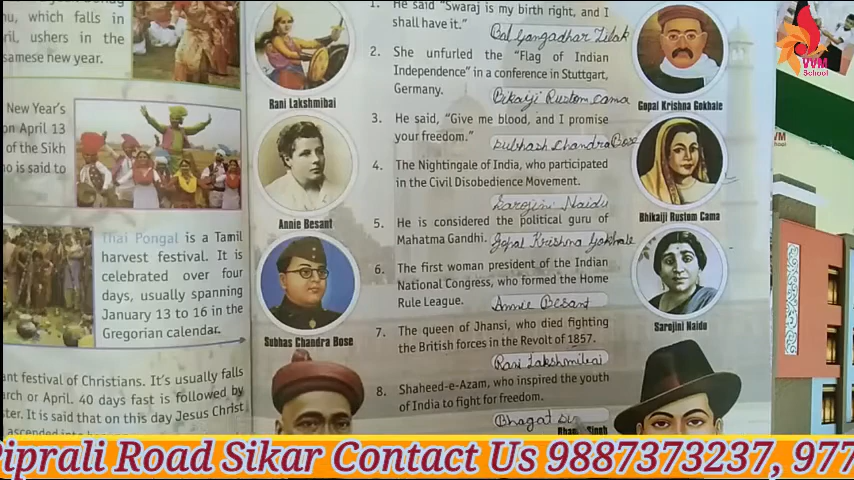 nu, which falls in
ril, ushers in the
samese new year.
New Year's
on April 13
of the Sikh
no is said to
Thai Pongal is a Tamil
harvest festival. It is
celebrated over four
days, usually spanning
January 13 to 16 in the
Gregorian calendar.
ant festival of Christians. It's usually falls
arch or April. 40 days fast is followed by
ster. It is said that on this day Jesus Christ
ascended
Rani Lakshmibai
Annie Besant
Subhas Chandra Bose
1. He said "Swaraj is my birth right, and I
shall have it."
Bal Gangadhar Tilak
2. She unfurled the "Flag of Indian
Independence" in a conference in Stuttgart,
Germany.
Bikaiji Rustom cama
3. He said, "Give me blood, and I promise
your freedom."
Subhash Chandra Bose
4. The Nightingale of India, who participated
in the Civil Disobedience Movement.
Sarojini Naidu
5. He is considered the political guru of
Mahatma Gandhi. Gopal Krishna Gokhale
6. The first woman president of the Indian
National Congress, who formed the Home
Rule League. Annie Besant
7. The queen of Jhansi, who died fighting
the British forces in the Revolt of 1857.
Rani Lakshmibai
8. Shaheed-e-Azam, who inspired the youth
of India to fight for freedom.
Bhagat Si
Gopal Krishna Gokhale
Bhikaiji Rustom Cama
Sarojini Naidu
Singh
VVM
School
VM
Piprali Road Sikar Contact Us 9887373237, 977